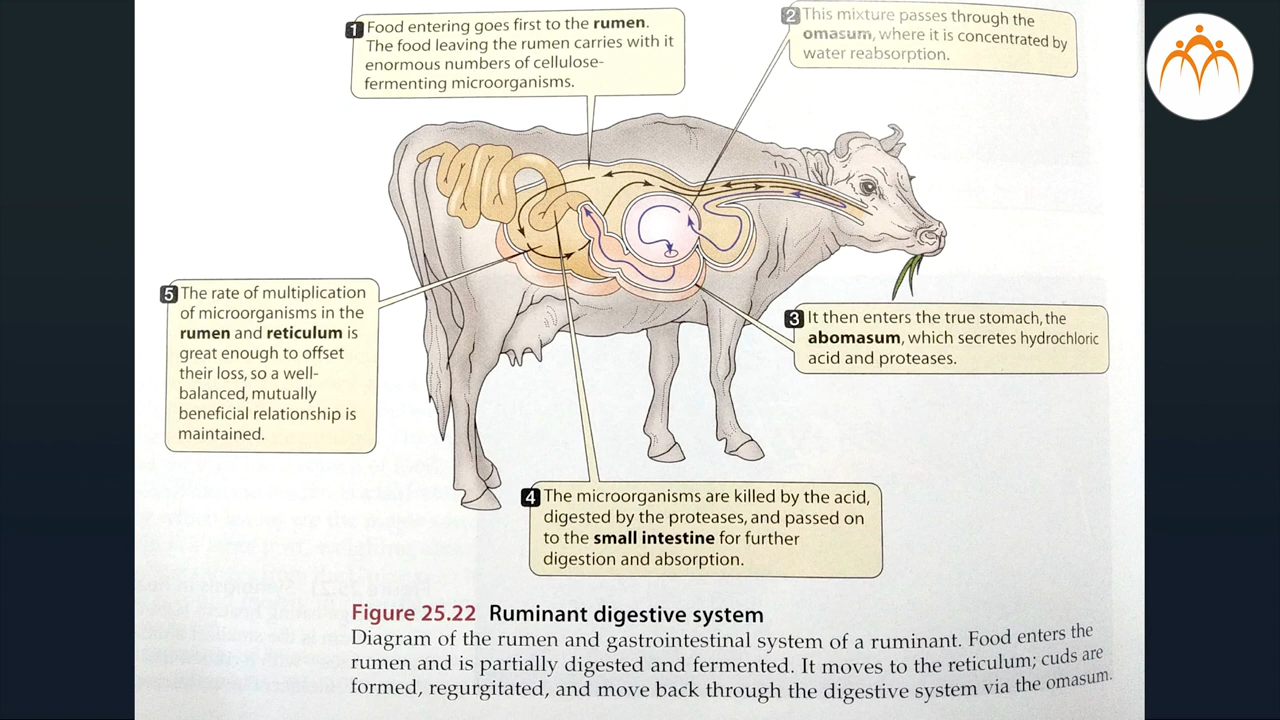 1 Food entering goes first to the rumen.
The food leaving the rumen carries with it
enormous numbers of cellulose-
fermenting microorganisms.
2 This mixture passes through the
omasum, where it is concentrated by
water reabsorption.
3 It then enters the true stomach, the
abomasum, which secretes hydrochloric
acid and proteases.
4 The microorganisms are killed by the acid,
digested by the proteases, and passed on
to the small intestine for further
digestion and absorption.
5 The rate of multiplication
of microorganisms in the
rumen and reticulum is
great enough to offset
their loss, so a well-
balanced, mutually
beneficial relationship is
maintained.
Figure 25.22 Ruminant digestive system
Diagram of the rumen and gastrointestinal system of a ruminant. Food enters the
rumen and is partially digested and fermented. It moves to the reticulum; cuds are
formed, regurgitated, and move back through the digestive system via the omasum.